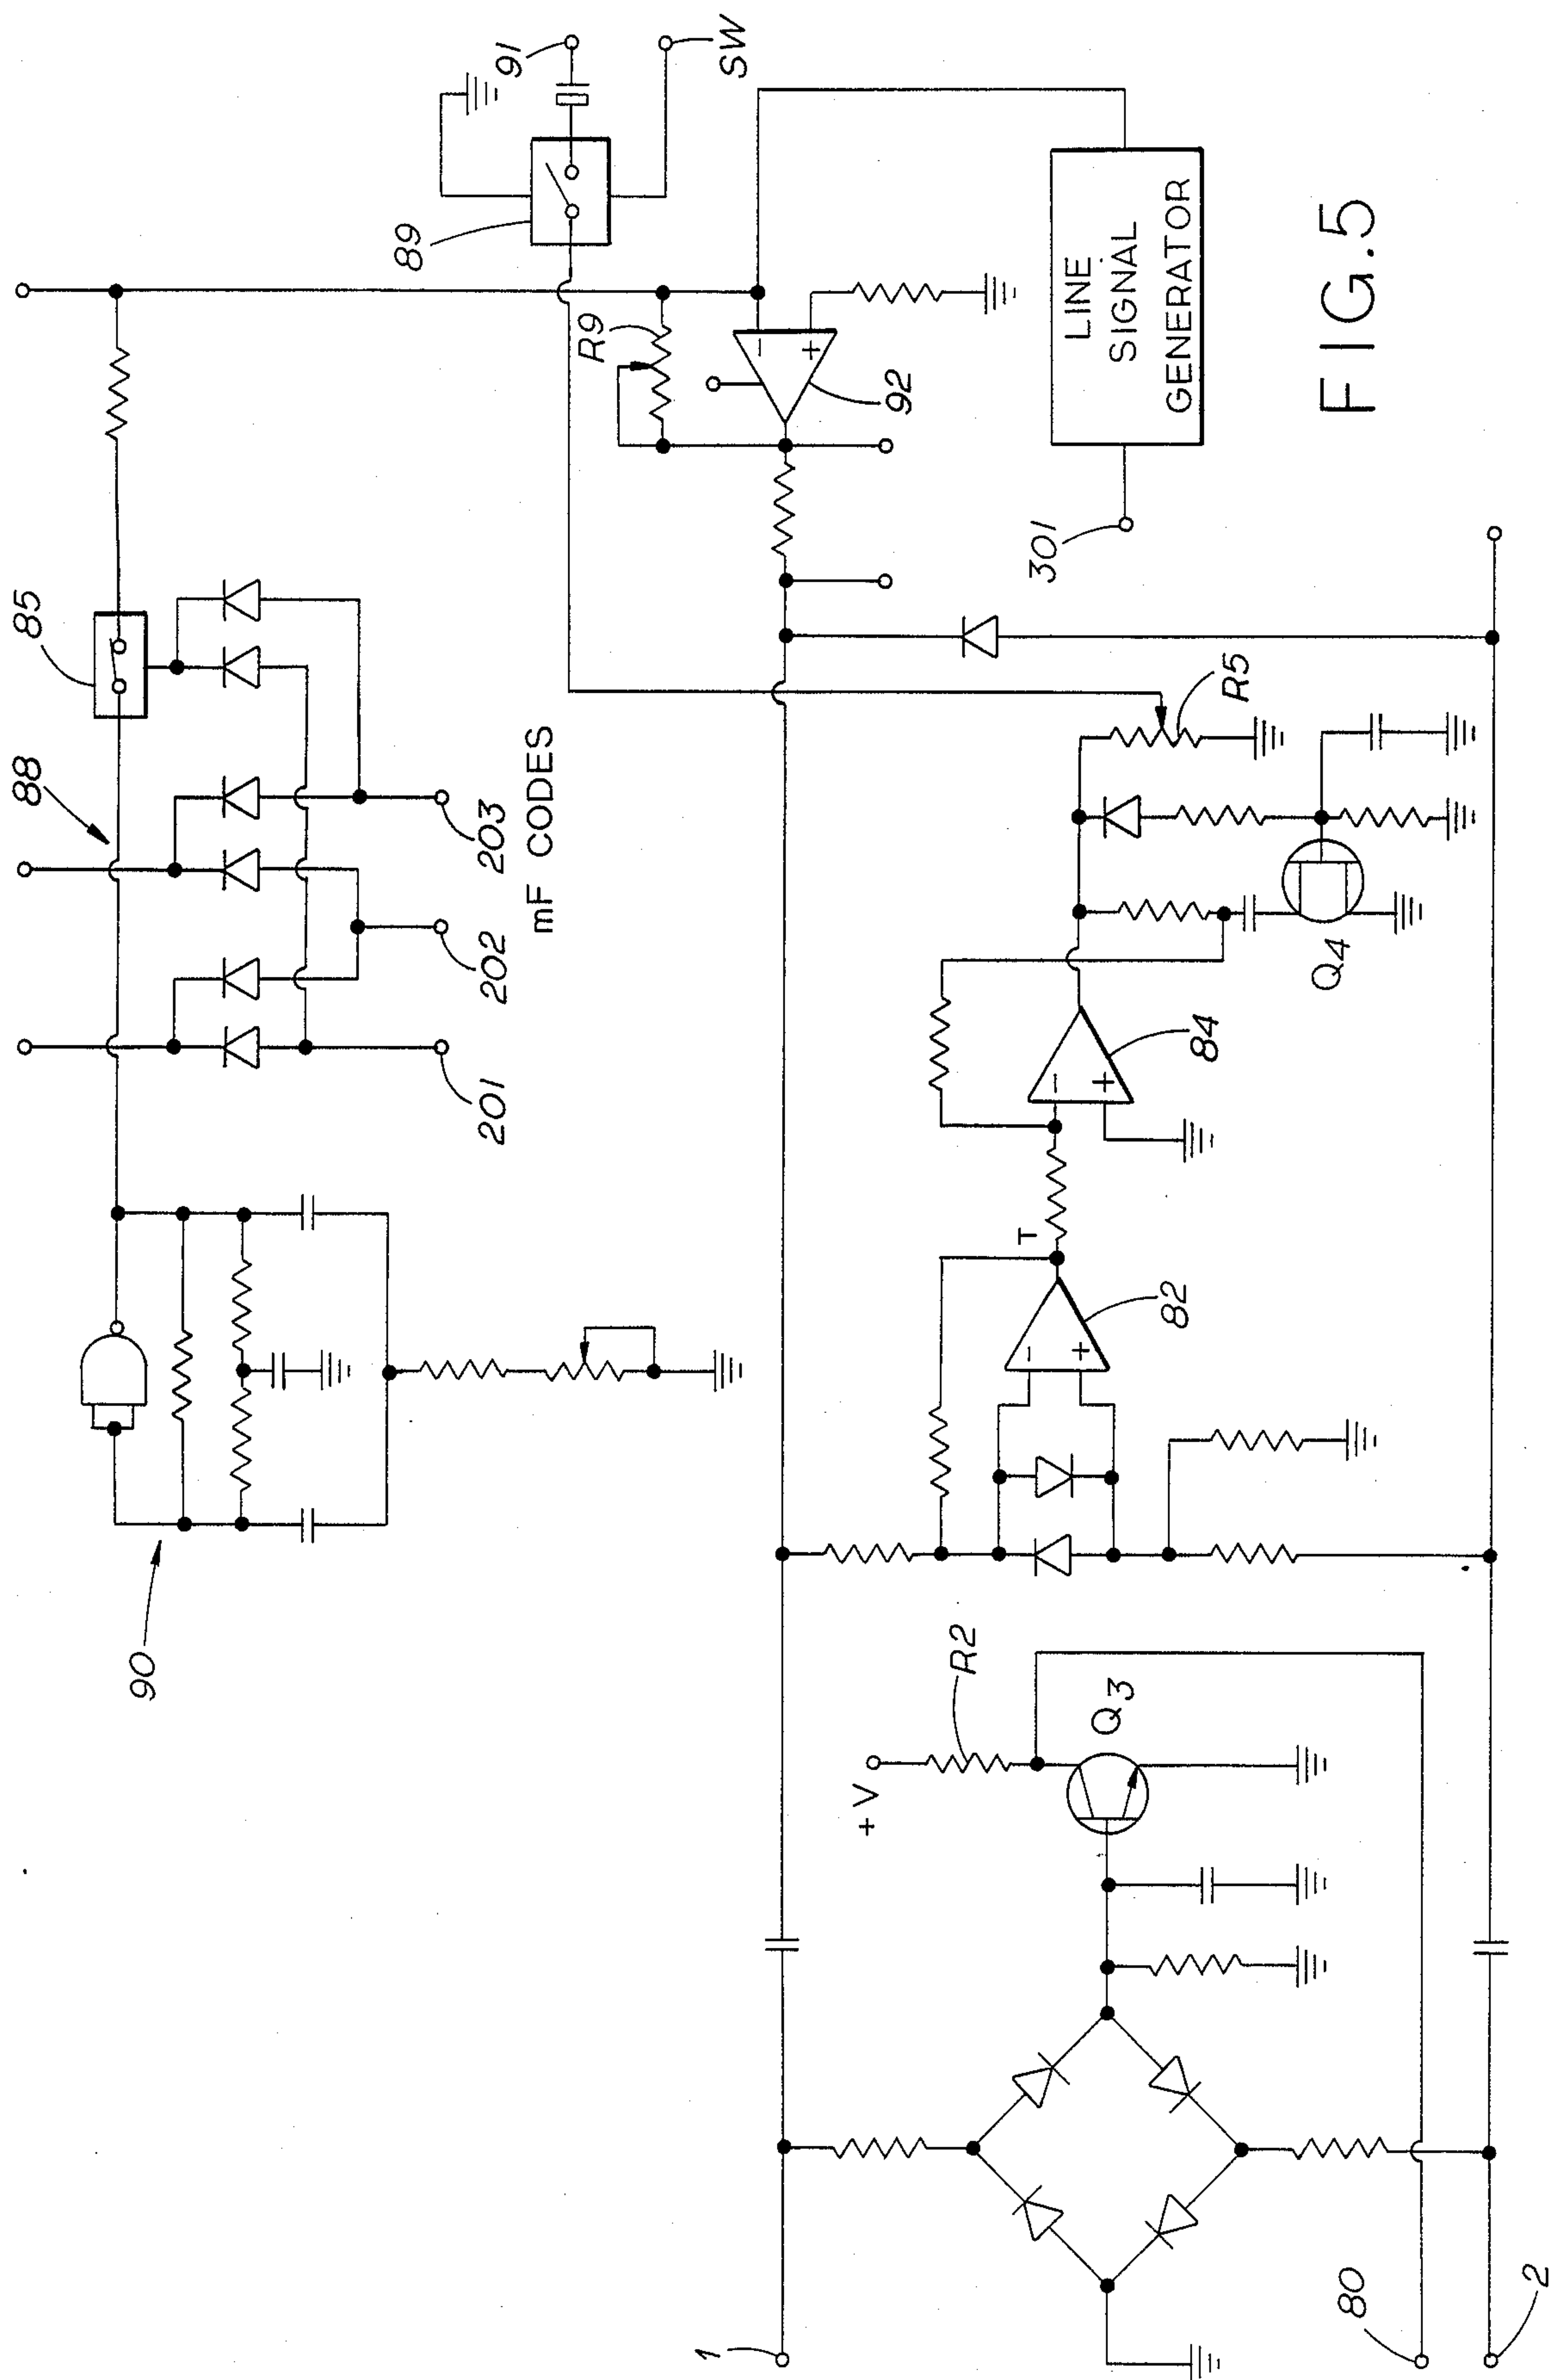 85
88
91
SW
89
90
201
202
203
mF CODES
R9
92
+V
R2
Q3
82
T
84
Q4
R5
301
LINE
SIGNAL
GENERATOR
1
80
2
FIG.5